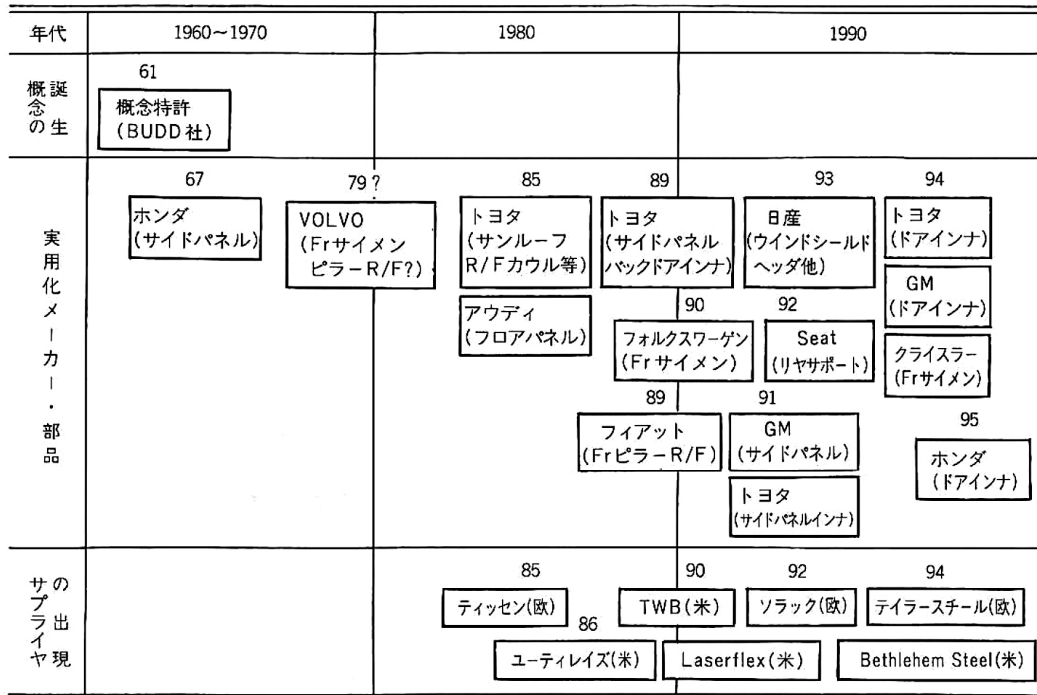 年代
1960～1970
1980
1990
概念の誕生
61
概念特許
(BUDD社)
実用化メーカー・部品
67
ホンダ
(サイドパネル)
79?
VOLVO
(Frサイメン
ピラーR/F?)
85
トヨタ
(サンルーフ
R/Fカウル等)
アウディ
(フロアパネル)
89
トヨタ
(サイドパネル
バックドアインナ)
90
フォルクスワーゲン
(Frサイメン)
89
フィアット
(FrピラーR/F)
93
日産
(ウインドシールド
ヘッダ他)
92
Seat
(リヤサポート)
91
GM
(サイドパネル)
トヨタ
(サイドパネルインナ)
94
トヨタ
(ドアインナ)
GM
(ドアインナ)
クライスラー
(Frサイメン)
95
ホンダ
(ドアインナ)
サプライヤの出現
85
ティッセン(欧)
86
ユーティレイズ(米)
90
TWB(米)
Laserflex(米)
92
ソラック(欧)
94
テイラースチール(欧)
Bethlehem Steel(米)